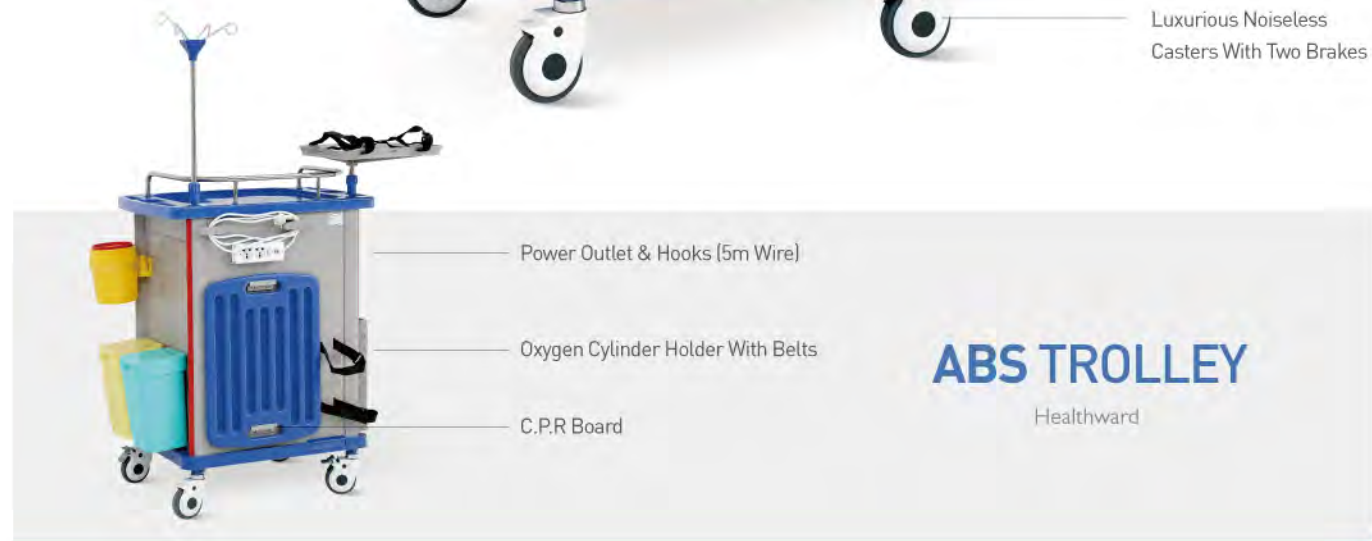 Luxurious Noiseless
Casters With Two Brakes
Power Outlet & Hooks (5m Wire)
Oxygen Cylinder Holder With Belts
C.P.R Board
ABS TROLLEY
Healthward